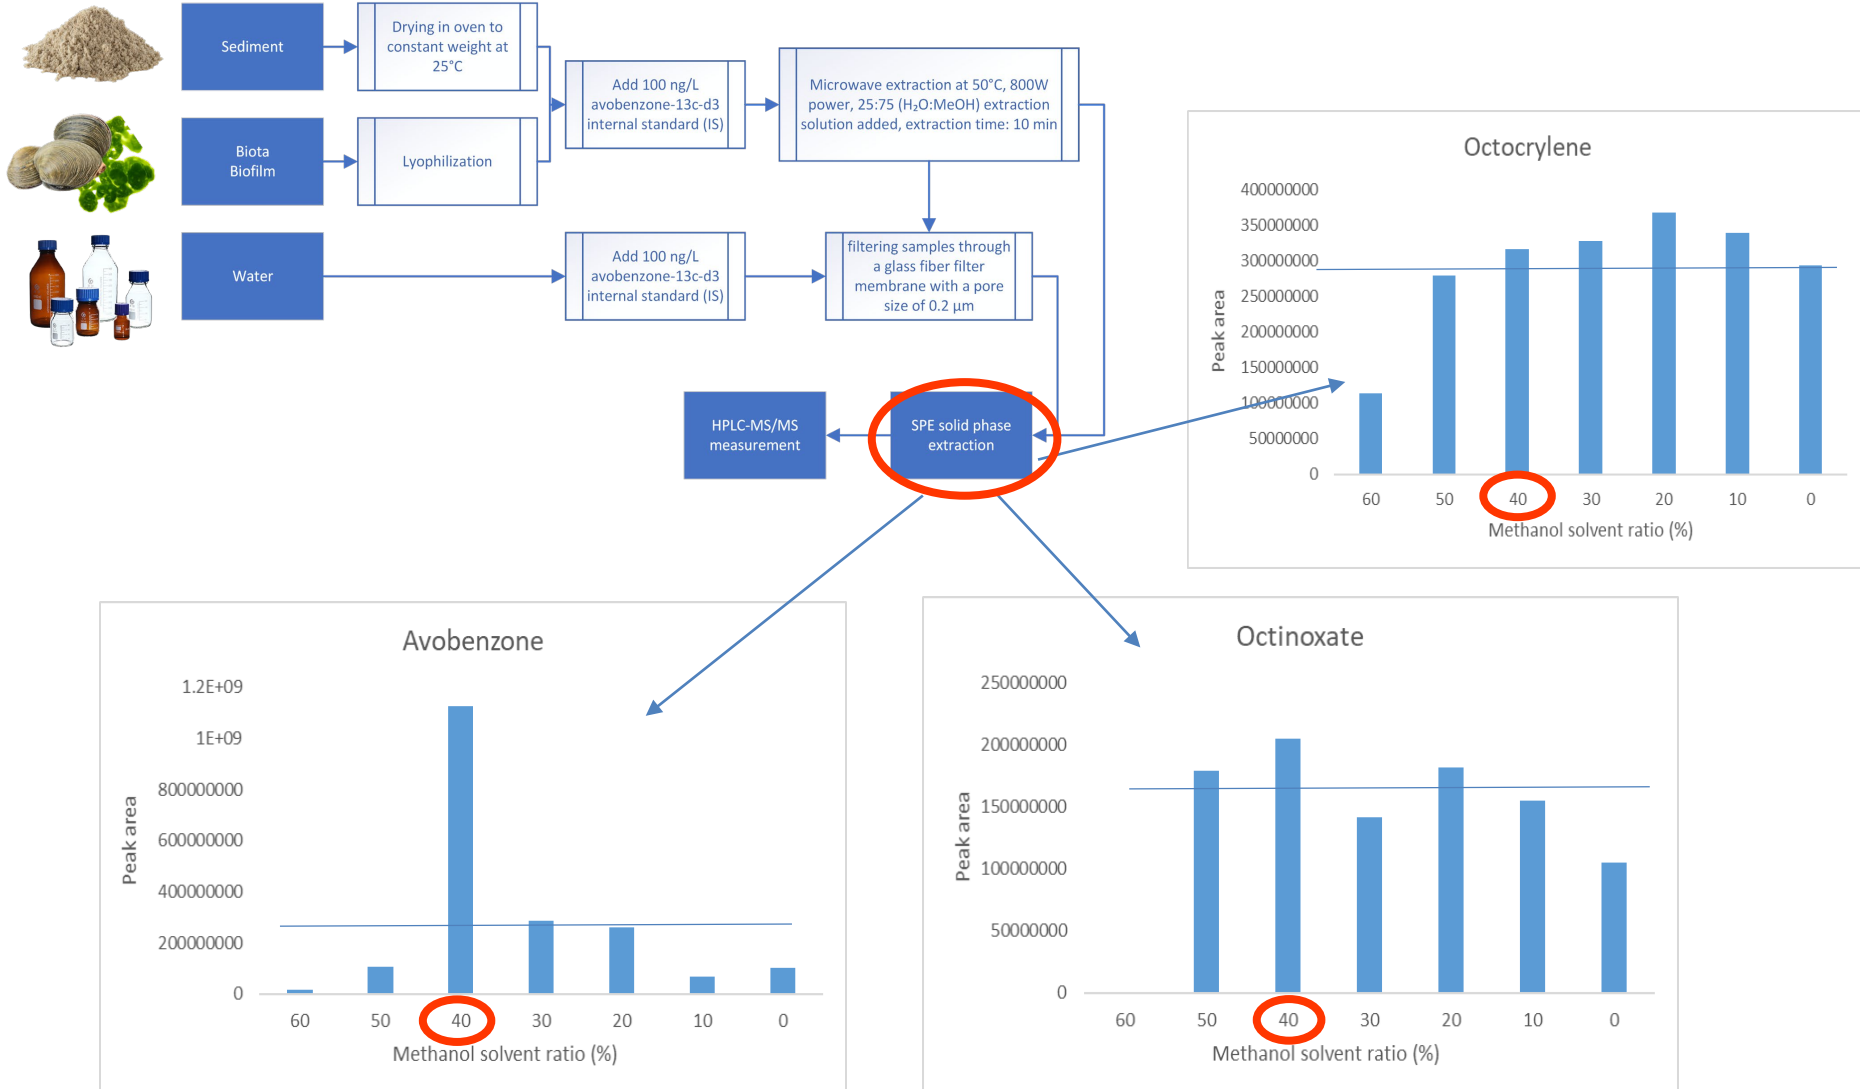 Sediment
Drying in oven to
constant weight at
25°C
Add 100 ng/L
avobenzone-13c-d3
internal standard (IS)
Microwave extraction at 50°C, 800W
power, 25:75 (H₂O:MeOH) extraction
solution added, extraction time: 10 min
Biota
Biofilm
Lyophilization
Water
Add 100 ng/L
avobenzone-13c-d3
internal standard (IS)
filtering samples through
a glass fiber filter
membrane with a pore
size of 0.2 µm
HPLC-MS/MS
measurement
SPE solid phase
extraction
Octocrylene
400000000
350000000
300000000
250000000
200000000
150000000
100000000
50000000
0
Peak area
60 50 40 30 20 10 0
Methanol solvent ratio (%)
Avobenzone
1.2E+09
1E+09
800000000
600000000
400000000
200000000
0
Peak area
60 50 40 30 20 10 0
Methanol solvent ratio (%)
Octinoxate
250000000
200000000
150000000
100000000
50000000
0
Peak area
60 50 40 30 20 10 0
Methanol solvent ratio (%)